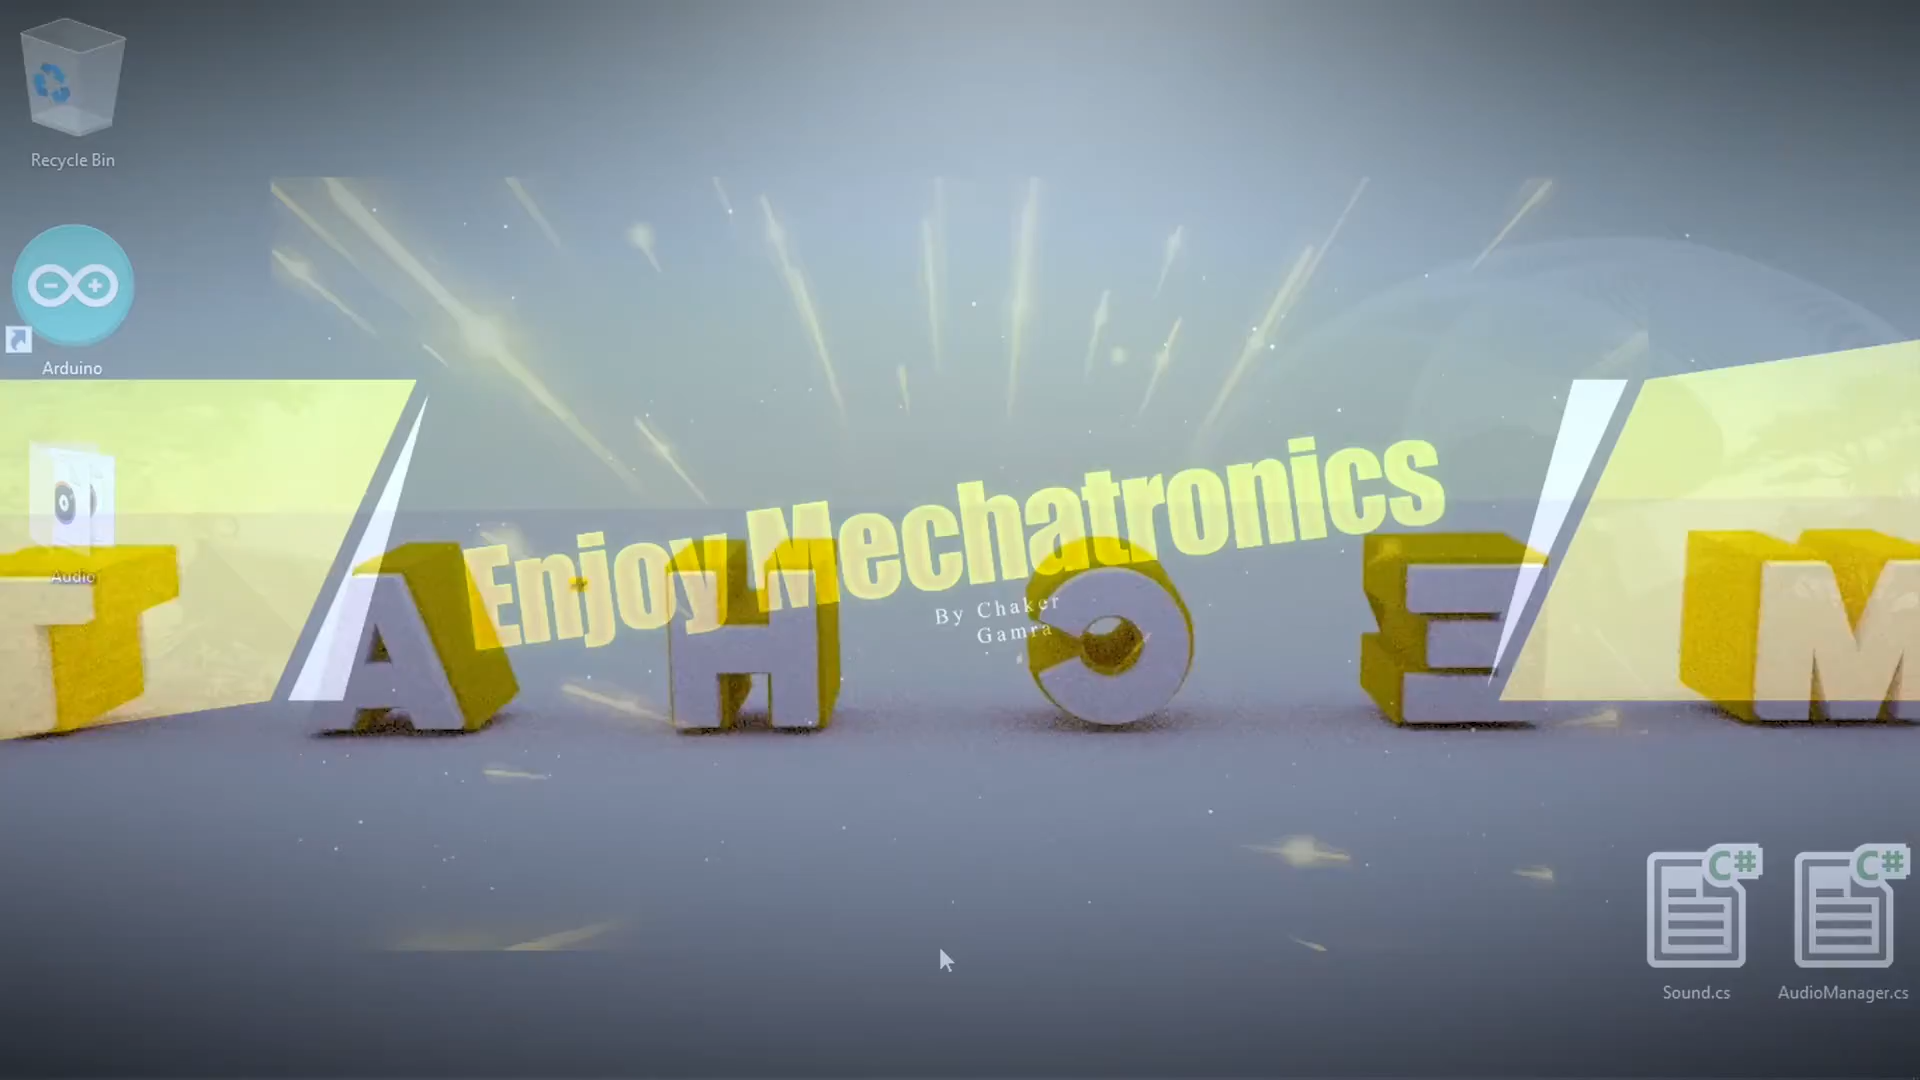 Recycle Bin
Arduino
Audio
Enjoy Mechatronics
By Chaker
Gamra
T A H C E M
C#
Sound.cs
C#
AudioManager.cs